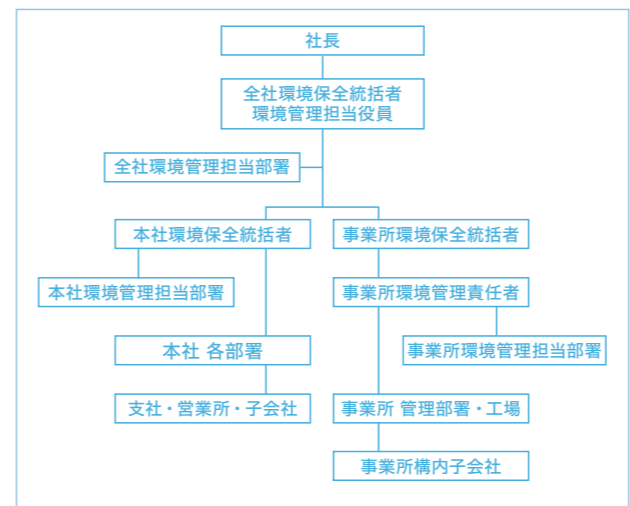 社長
全社環境保全統括者
環境管理担当役員
全社環境管理担当部署
本社環境保全統括者
事業所環境保全統括者
本社環境管理担当部署
事業所環境管理責任者
本社 各部署
事業所環境管理担当部署
支社・営業所・子会社
事業所 管理部署・工場
事業所構内子会社